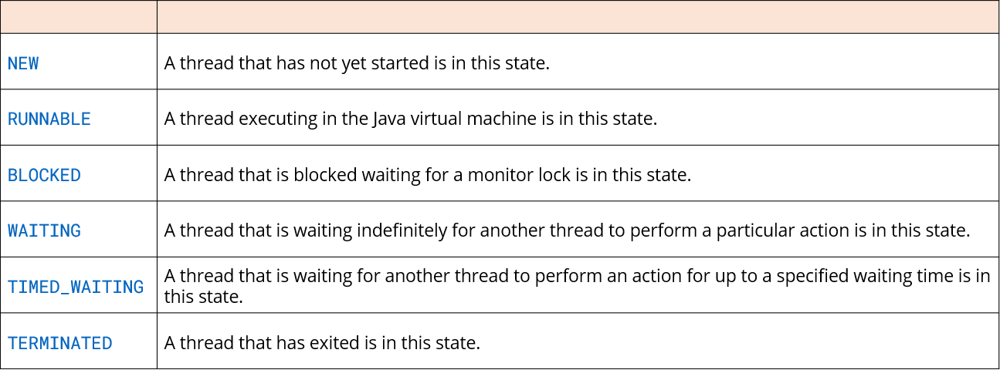 NEW
A thread that has not yet started is in this state.
RUNNABLE
A thread executing in the Java virtual machine is in this state.
BLOCKED
A thread that is blocked waiting for a monitor lock is in this state.
WAITING
A thread that is waiting indefinitely for another thread to perform a particular action is in this state.
TIMED_WAITING
A thread that is waiting for another thread to perform an action for up to a specified waiting time is in
this state.
TERMINATED
A thread that has exited is in this state.